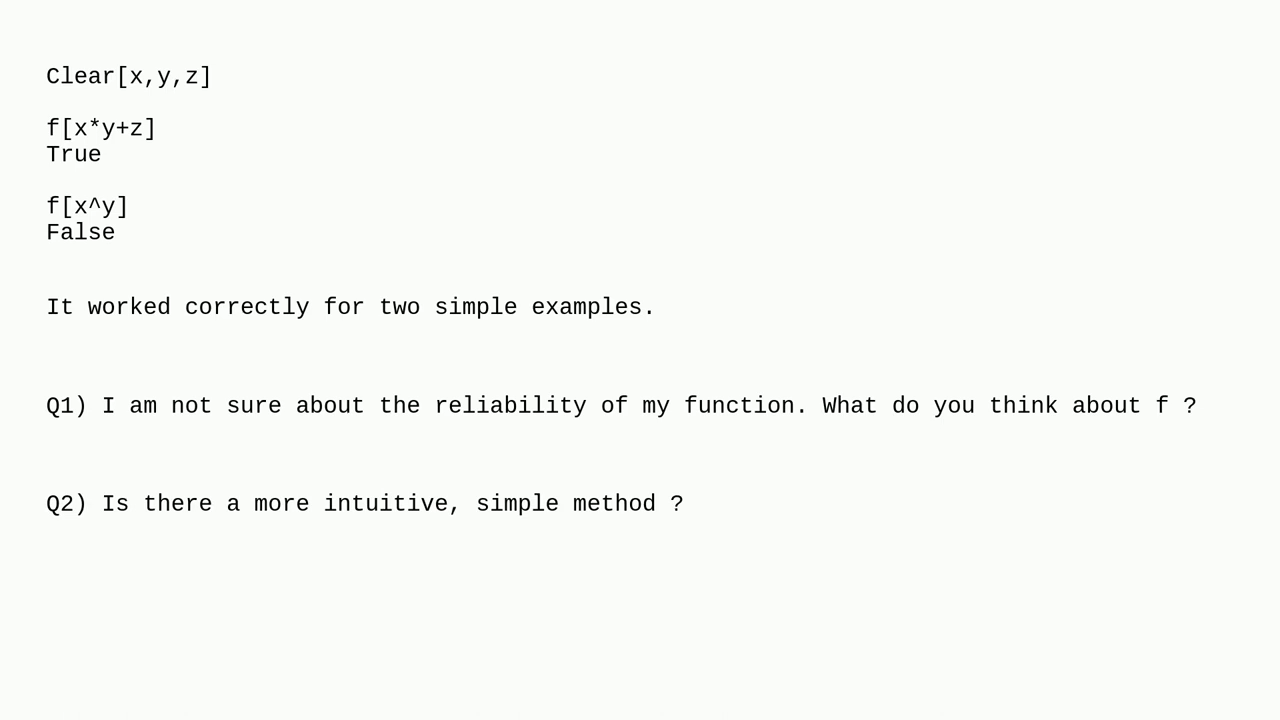 Clear[x,y,z]
f[x*y+z]
True
f[x^y]
False
It worked correctly for two simple examples.
Q1) I am not sure about the reliability of my function. What do you think about f ?
Q2) Is there a more intuitive, simple method ?